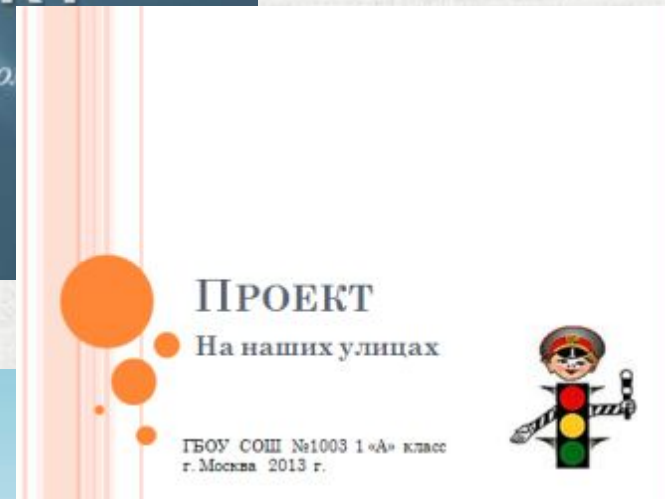 Проект
На наших улицах
ГБОУ СОШ №1003 1 «А» класс
г. Москва 2013 г.